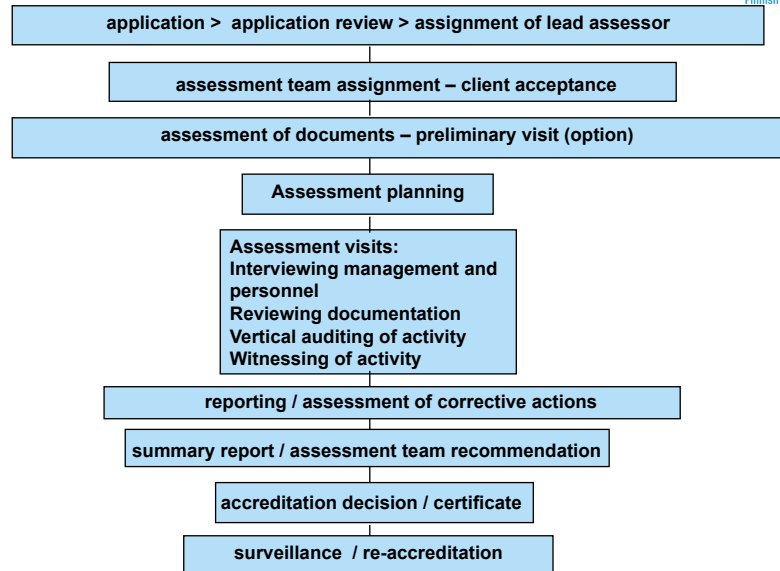 application > application review > assignment of lead assessor
assessment team assignment – client acceptance
assessment of documents – preliminary visit (option)
Assessment planning
Assessment visits:
Interviewing management and
personnel
Reviewing documentation
Vertical auditing of activity
Witnessing of activity
reporting / assessment of corrective actions
summary report / assessment team recommendation
accreditation decision / certificate
surveillance / re-accreditation